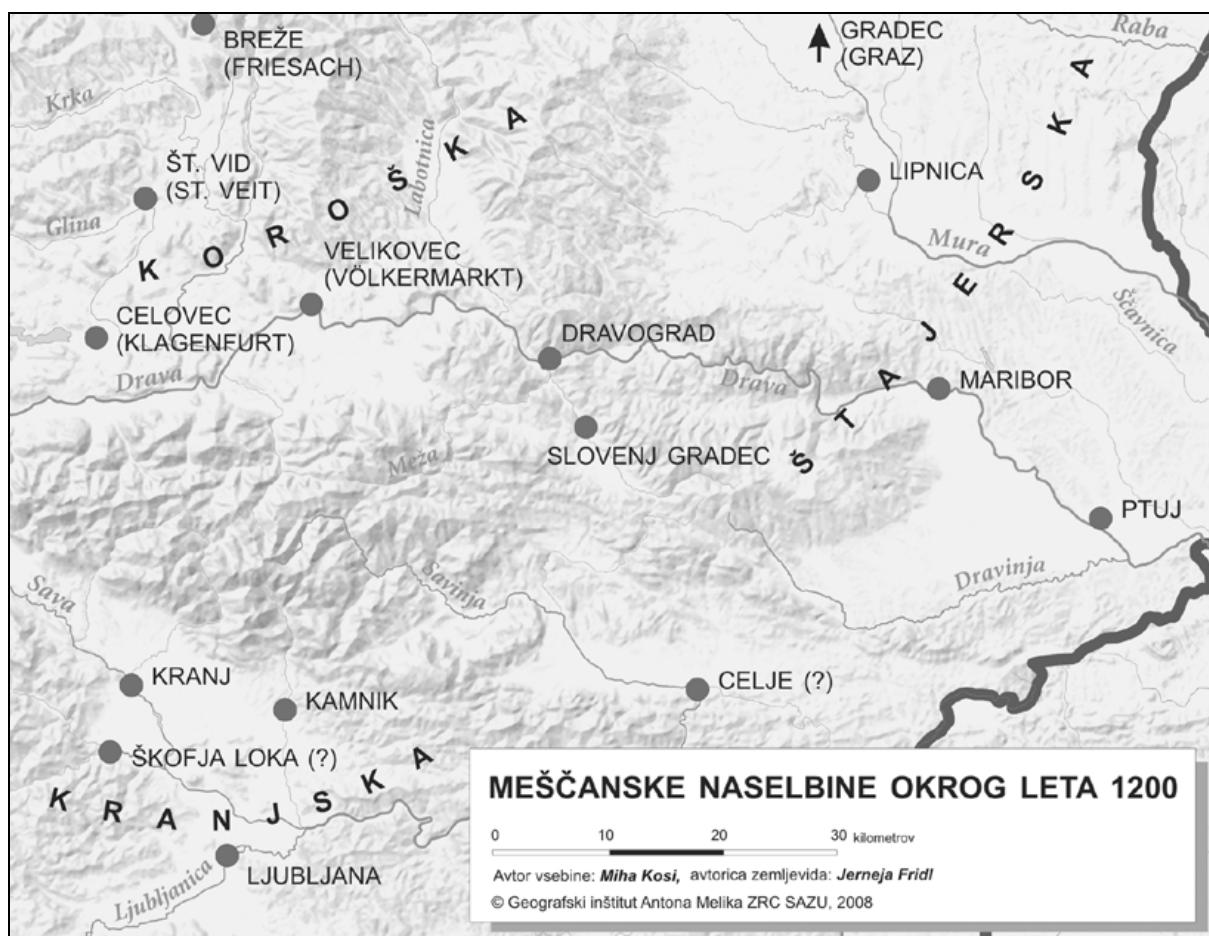 BREŽE
(FRIESACH)
GRADEC
(GRAZ)
Raba
Krka
Labotnica
ŠT. VID
(ST. VEIT)
LIPNICA
Glina
KOROŠKA
VELIKOVEC
(VÖLKERMARKT)
Mura
Ščavnica
CELOVEC
(KLAGENFURT)
DRAVOGRAD
Drava
Drava
MARIBOR
ŠTAJERSKA
SLOVENJ GRADEC
Meža
PTUJ
Dravinja
Savinja
Sava
KRANJ
KAMNIK
CELJE (?)
ŠKOFJA LOKA (?)
KRANJSKA
LJUBLJANA
Ljubljanica
MEŠČANSKE NASELBINE OKROG LETA 1200
0 10 20 30 kilometrov
Avtor vsebine: Miha Kosi, avtorica zemljevida: Jerneja Fridl
© Geografski inštitut Antona Melika ZRC SAZU, 2008